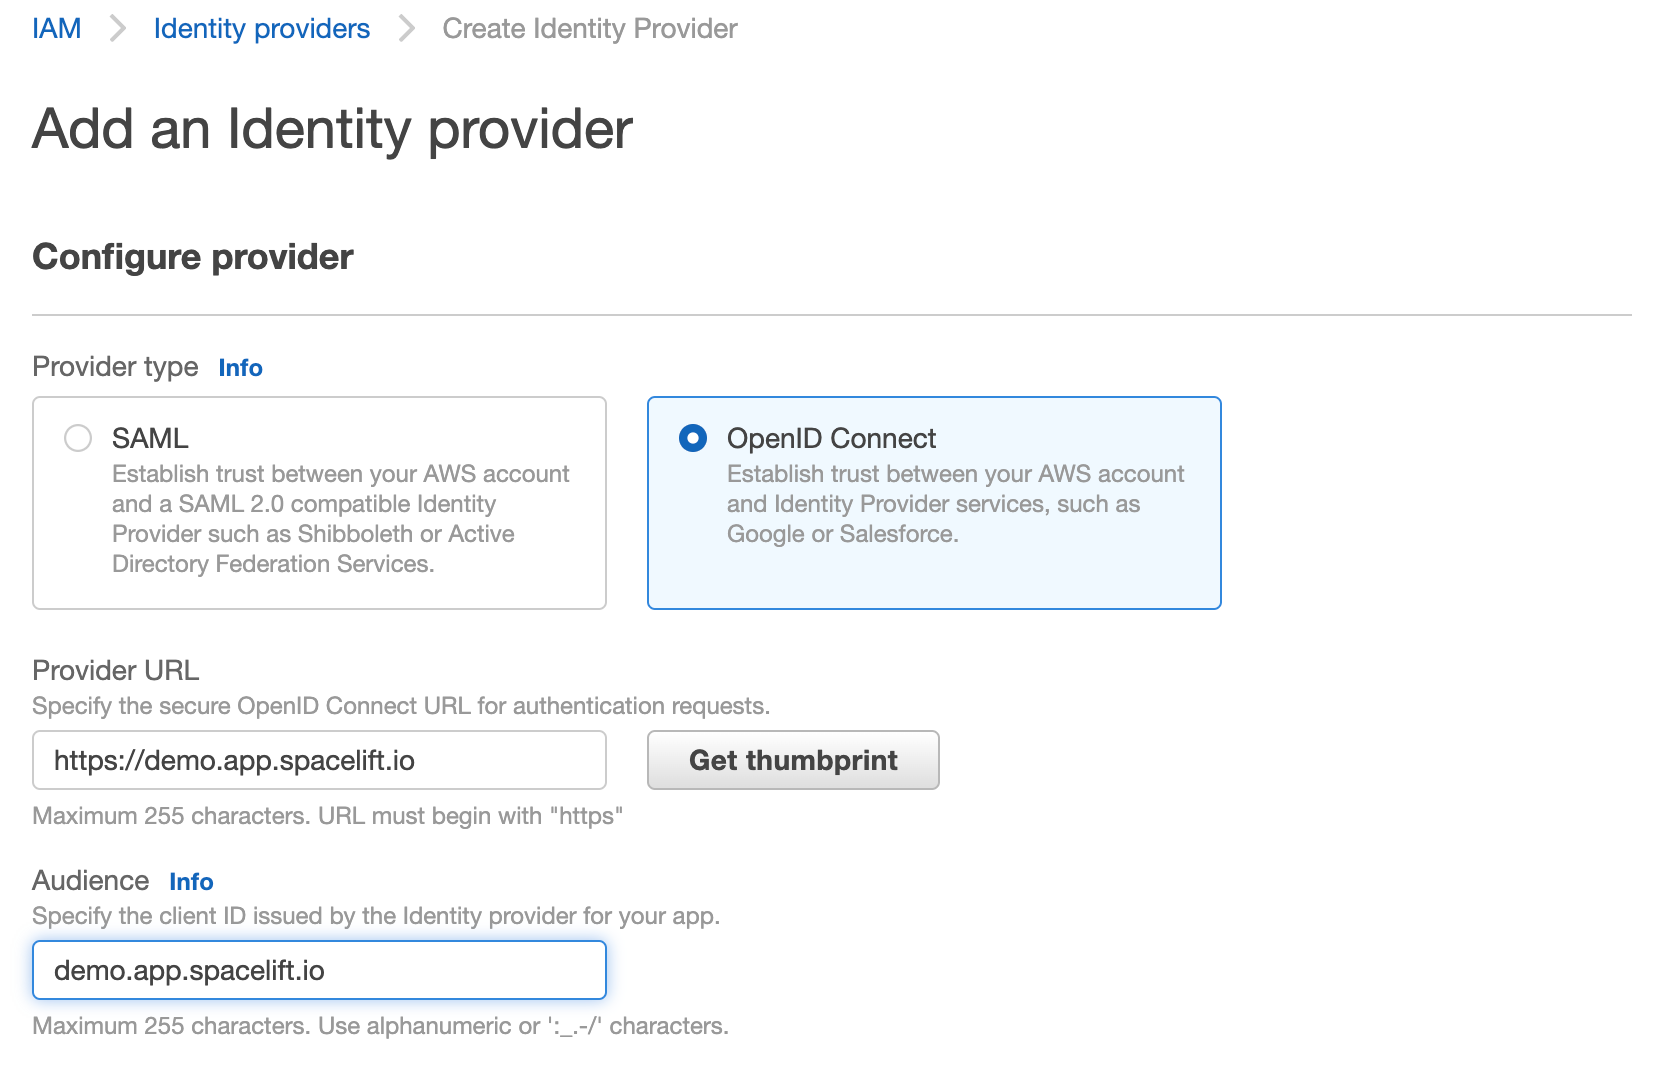 IAM Identity providers Create Identity Provider
Add an Identity provider
Configure provider
Provider type Info
SAML
Establish trust between your AWS account
and a SAML 2.0 compatible Identity
Provider such as Shibboleth or Active
Directory Federation Services.
OpenID Connect
Establish trust between your AWS account
and Identity Provider services, such as
Google or Salesforce.
Provider URL
Specify the secure OpenID Connect URL for authentication requests.
https://demo.app.spacelift.io
Get thumbprint
Maximum 255 characters. URL must begin with "https"
Audience Info
Specify the client ID issued by the Identity provider for your app.
demo.app.spacelift.io
Maximum 255 characters. Use alphanumeric or ':_.-/' characters.